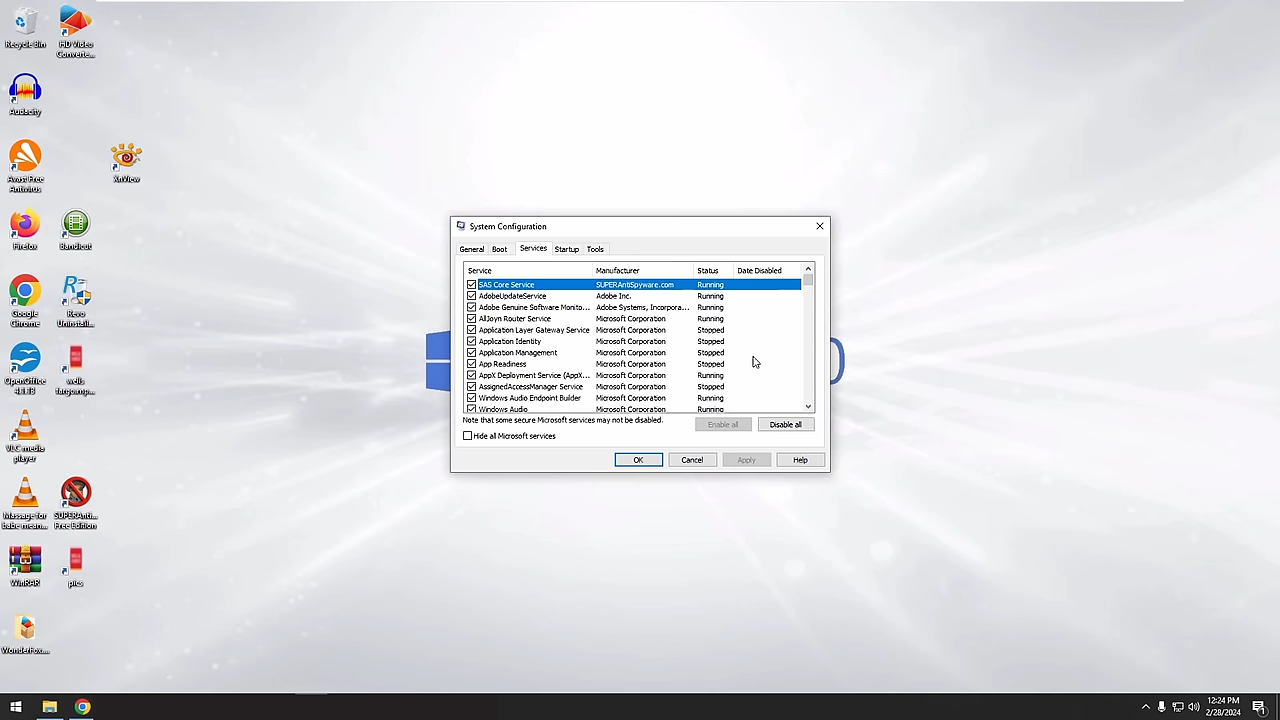 Recycle Bin
HD Video Converte...
Audacity
Avast Free Antivirus
XnView
Firefox
Bandicut
Google Chrome
Revo Uninstall...
OpenOffice 4.1.13
wells fargocomp...
VLC media player
Massage for babe mean...
SUPERAnti... Free Edition
WinRAR
pics
WonderFox...
System Configuration
General Boot Services Startup Tools
Service Manufacturer Status Date Disabled
SAS Core Service SUPERAntiSpyware.com Running
AdobeUpdateService Adobe Inc. Running
Adobe Genuine Software Monito... Adobe Systems, Incorpora... Running
AllJoyn Router Service Microsoft Corporation Running
Application Layer Gateway Service Microsoft Corporation Stopped
Application Identity Microsoft Corporation Stopped
Application Management Microsoft Corporation Stopped
App Readiness Microsoft Corporation Stopped
AppX Deployment Service (AppX... Microsoft Corporation Running
AssignedAccessManager Service Microsoft Corporation Stopped
Windows Audio Endpoint Builder Microsoft Corporation Running
Windows Audio Microsoft Corporation Running
Note that some secure Microsoft services may not be disabled.
Enable all Disable all
Hide all Microsoft services
OK Cancel Apply Help
12:24 PM
2/28/2024